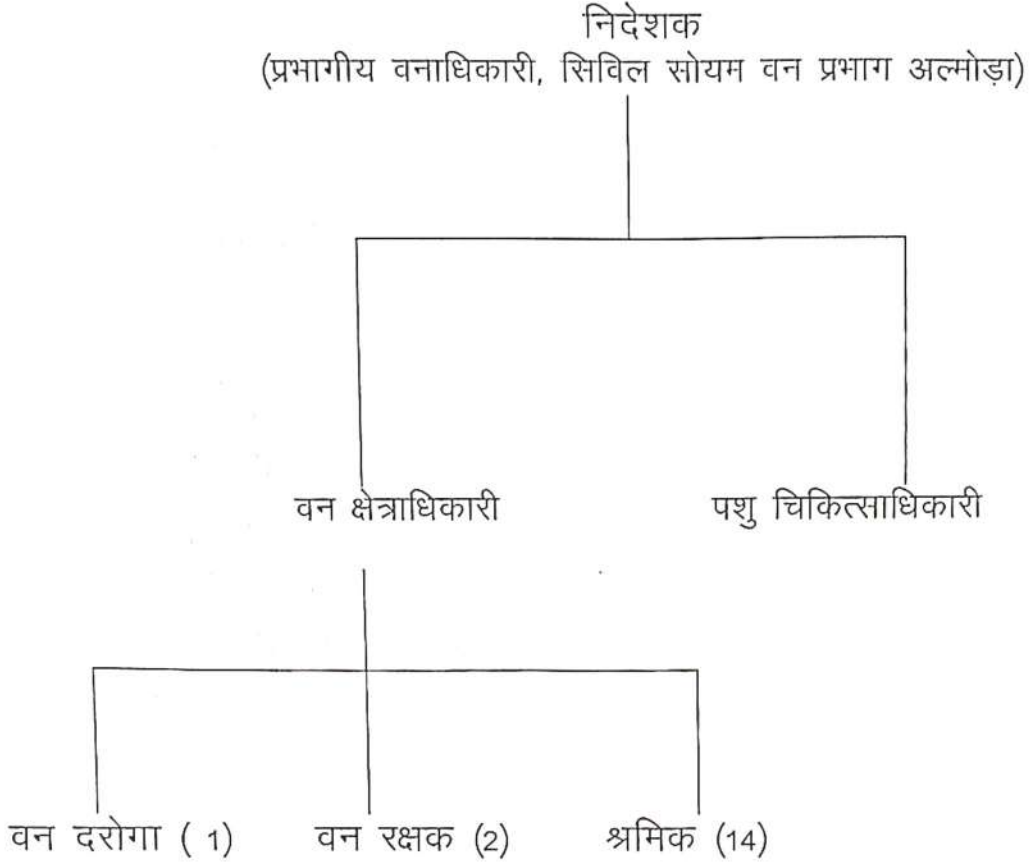 निदेशक
(प्रभागीय वनाधिकारी, सिविल सोयम वन प्रभाग अल्मोड़ा)
वन क्षेत्राधिकारी
पशु चिकित्साधिकारी
वन दरोगा ( 1)
वन रक्षक (2)
श्रमिक (14)